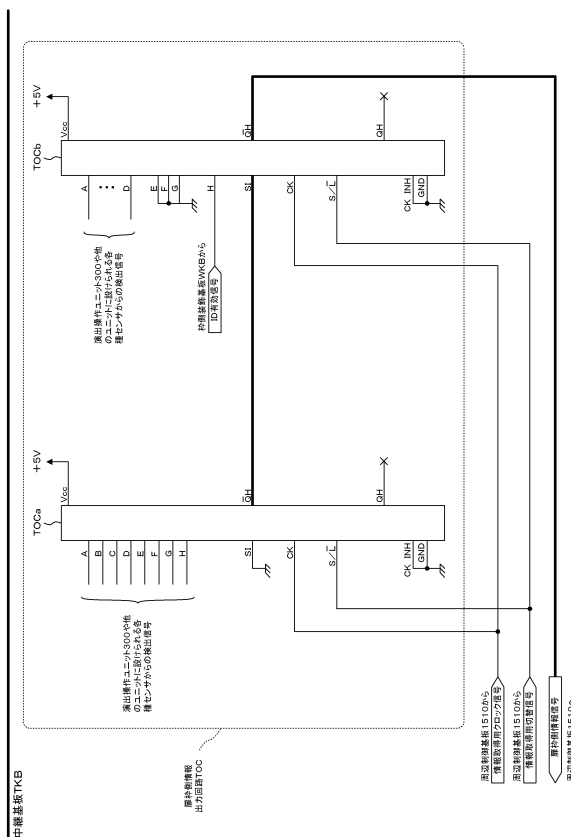 中継基板TKB
扉枠側情報
出力回路TOC
TOCa
+5V
Vcc
A
B
C
D
E
F
G
H
演出操作ユニット300や他
のユニットに設けられる各
種センサからの検出信号
SI
QH
CK
S/L
QH
CK INH
GND
TOCb
+5V
Vcc
A
D
E
F
G
H
演出操作ユニット300や他
のユニットに設けられる各
種センサからの検出信号
枠側装飾基板WKBから
ID有効信号
SI
QH
CK
S/L
QH
CK INH
GND
周辺制御基板1510から
情報取得用クロック信号
周辺制御基板1510から
情報取得用切替信号
扉枠側情報信号